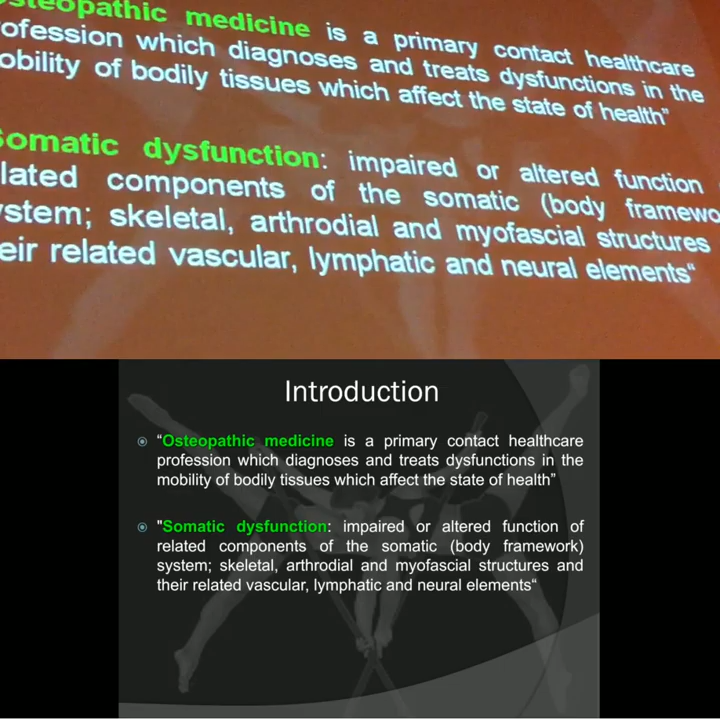 steopathic medicine is a primary contact healthcare
ofession which diagnoses and treats dysfunctions in the
obility of bodily tissues which affect the state of health"
Somatic dysfunction: impaired or altered function
lated components of the somatic (body framewo
ystem; skeletal, arthrodial and myofascial structures
eir related vascular, lymphatic and neural elements"
Introduction
"Osteopathic medicine is a primary contact healthcare
profession which diagnoses and treats dysfunctions in the
mobility of bodily tissues which affect the state of health"
"Somatic dysfunction: impaired or altered function of
related components of the somatic (body framework)
system; skeletal, arthrodial and myofascial structures and
their related vascular, lymphatic and neural elements"